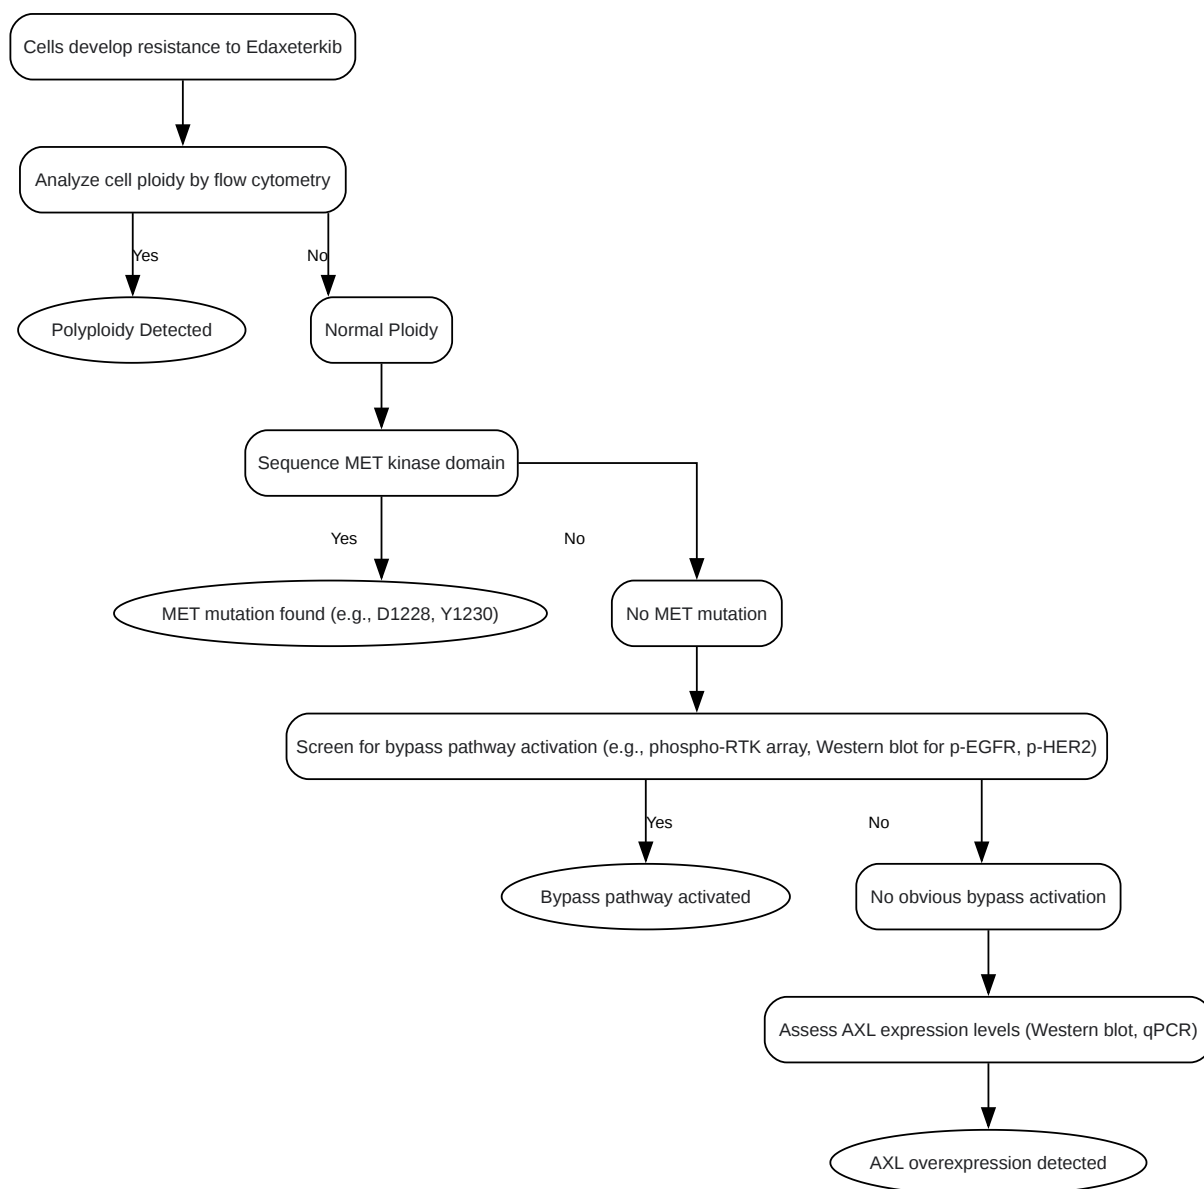 Cells develop resistance to Edaxeterkib
Analyze cell ploidy by flow cytometry
Yes
No
Polyploidy Detected
Normal Ploidy
Sequence MET kinase domain
Yes
No
MET mutation found (e.g., D1228, Y1230)
No MET mutation
Screen for bypass pathway activation (e.g., phospho-RTK array, Western blot for p-EGFR, p-HER2)
Yes
No
Bypass pathway activated
No obvious bypass activation
Assess AXL expression levels (Western blot, qPCR)
AXL overexpression detected